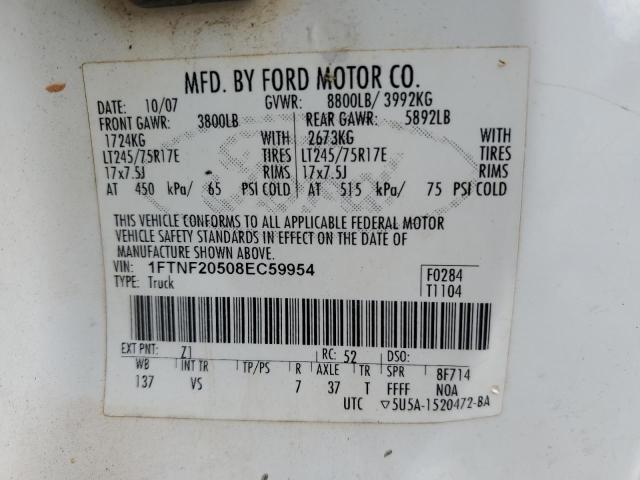 MFD. BY FORD MOTOR CO.
DATE: 10/07 GVWR: 8800LB/ 3992KG
FRONT GAWR: 3800LB REAR GAWR: 5892LB
1724KG WITH 2673KG WITH
LT245/75R17E TIRES LT245/75R17E TIRES
17x7.5J RIMS 17x7.5J RIMS
AT 450 kPa/ 65 PSI COLD AT 515 kPa/ 75 PSI COLD
THIS VEHICLE CONFORMS TO ALL APPLICABLE FEDERAL MOTOR
VEHICLE SAFETY STANDARDS IN EFFECT ON THE DATE OF
MANUFACTURE SHOWN ABOVE.
VIN: 1FTNF20508EC59954 F0284
TYPE: Truck T1104
EXT PNT: Z1 RC: 52 DSO:
WB INT TR TP/PS R AXLE TR SPR 8F714
137 VS 7 37 T FFFF NOA
UTC ▽5U5A-1520472-BA